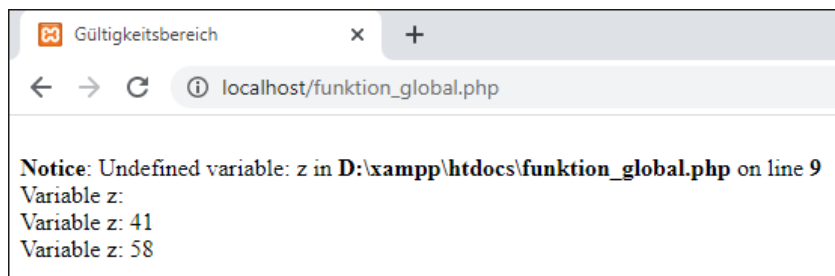 Gültigkeitsbereich
localhost/funktion_global.php
Notice: Undefined variable: z in D:\xampp\htdocs\funktion_global.php on line 9
Variable z:
Variable z: 41
Variable z: 58